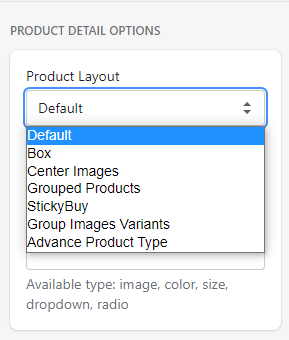 PRODUCT DETAIL OPTIONS
Product Layout
Default
Default
Box
Center Images
Grouped Products
StickyBuy
Group Images Variants
Advance Product Type
Available type: image, color, size,
dropdown, radio